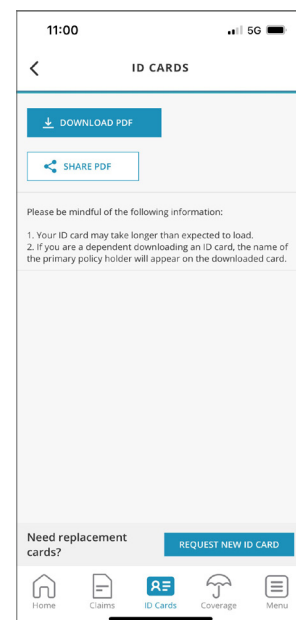 11:00
5G
ID CARDS
DOWNLOAD PDF
SHARE PDF
Please be mindful of the following information:
1. Your ID card may take longer than expected to load.
2. If you are a dependent downloading an ID card, the name of
the primary policy holder will appear on the downloaded card.
Need replacement
cards?
REQUEST NEW ID CARD
Home
Claims
ID Cards
Coverage
Menu